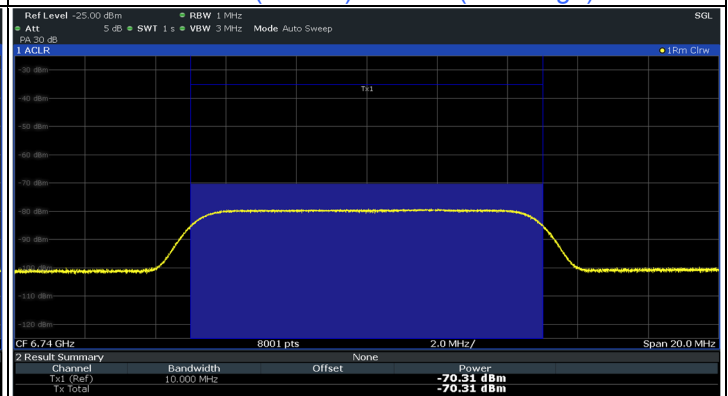 Ref Level -25.00 dBm RBW 1 MHz SGL
Att 5 dB SWT 1 s VBW 3 MHz Mode Auto Sweep
PA 30 dB
1 ACLR 1Rm Clrw
-30 dBm
Tx1
-40 dBm
-50 dBm
-60 dBm
-70 dBm
-80 dBm
-90 dBm
-110 dBm
-120 dBm
CF 6.74 GHz 8001 pts 2.0 MHz/ Span 20.0 MHz
2 Result Summary None
Channel Bandwidth Offset Power
Tx1 (Ref) 10.000 MHz -70.31 dBm
Tx Total -70.31 dBm